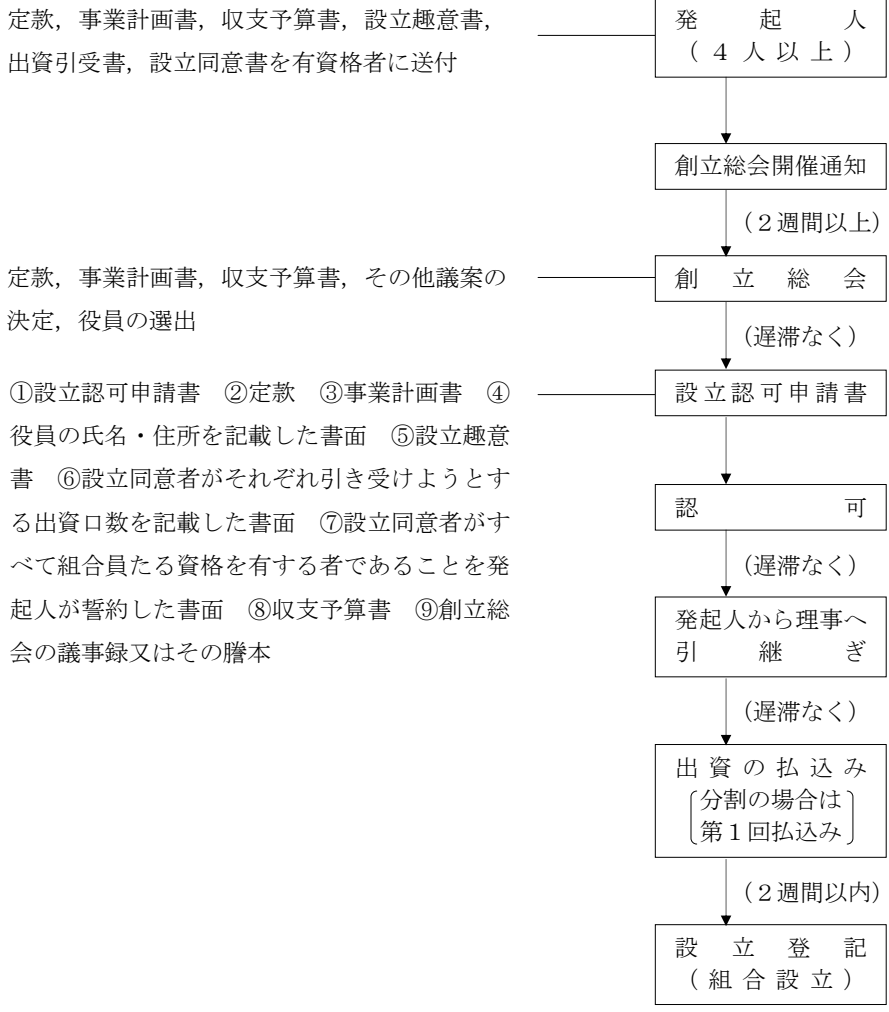 定款，事業計画書，収支予算書，設立趣意書，
出資引受書，設立同意書を有資格者に送付
発起人
（４人以上）
創立総会開催通知
（２週間以上）
定款，事業計画書，収支予算書，その他議案の
決定，役員の選出
創立総会
（遅滞なく）
①設立認可申請書　②定款　③事業計画書　④
役員の氏名・住所を記載した書面　⑤設立趣意
書　⑥設立同意者がそれぞれ引き受けようとす
る出資口数を記載した書面　⑦設立同意者がす
べて組合員たる資格を有する者であることを発
起人が誓約した書面　⑧収支予算書　⑨創立総
会の議事録又はその謄本
設立認可申請書
認可
（遅滞なく）
発起人から理事へ
引継ぎ
（遅滞なく）
出資の払込み
〔分割の場合は
第１回払込み〕
（２週間以内）
設立登記
（組合設立）